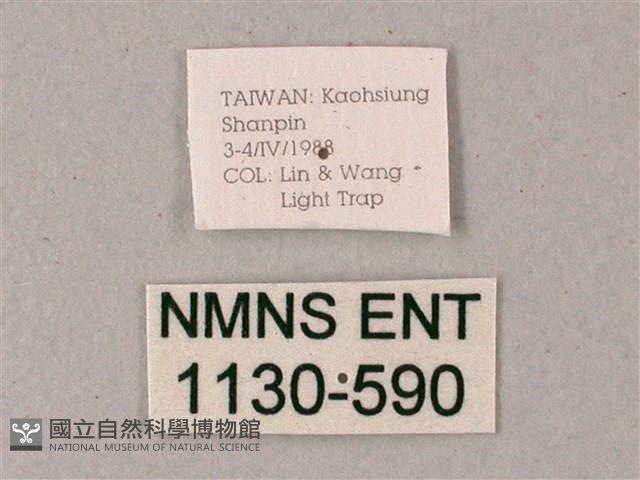 TAIWAN: Kaohsiung
Shanpin
3-4/IV/1988
COL: Lin & Wang
Light Trap
NMNS ENT
1130-590
國立自然科學博物館
NATIONAL MUSEUM OF NATURAL SCIENCE